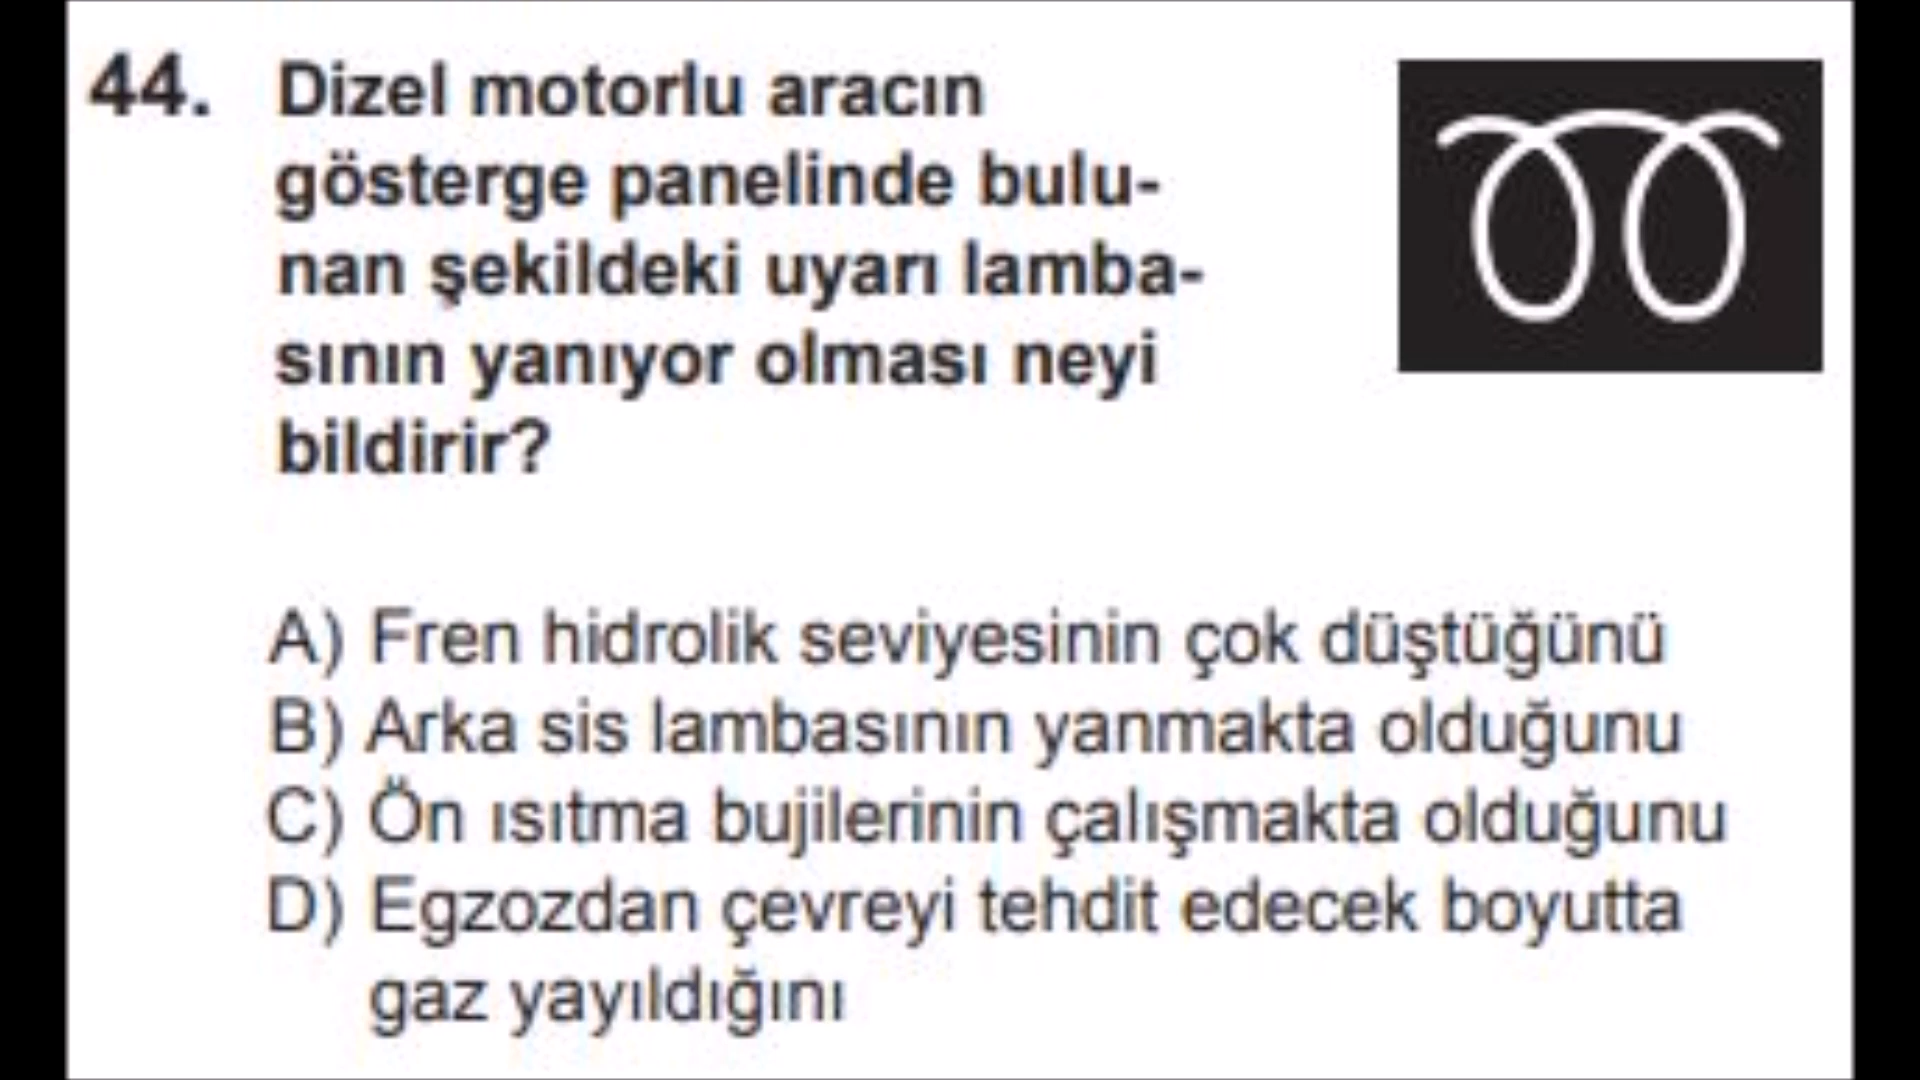 44. Dizel motorlu aracın
gösterge panelinde bulu-
nan şekildeki uyarı lamba-
sının yanıyor olması neyi
bildirir?
A) Fren hidrolik seviyesinin çok düştüğünü
B) Arka sis lambasının yanmakta olduğunu
C) Ön ısıtma bujilerinin çalışmakta olduğunu
D) Egzozdan çevreyi tehdit edecek boyutta
gaz yayıldığını